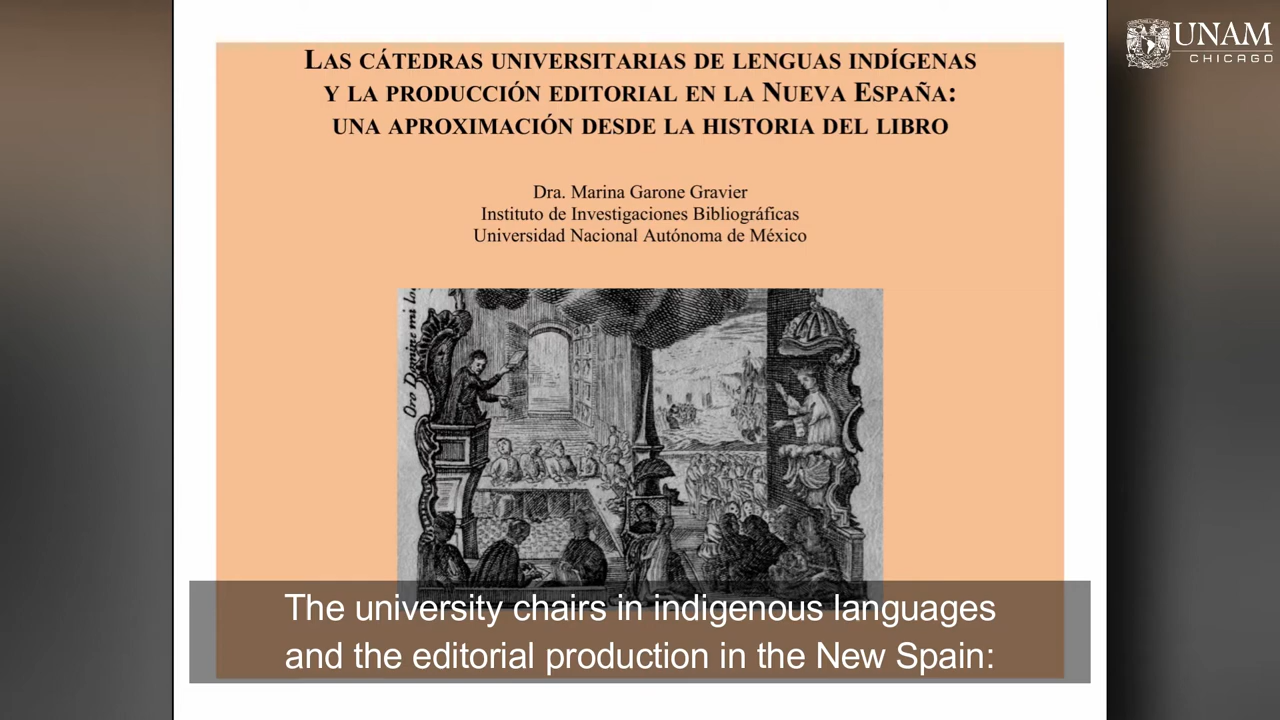 UNAM
CHICAGO
LAS CÁTEDRAS UNIVERSITARIAS DE LENGUAS INDÍGENAS
Y LA PRODUCCIÓN EDITORIAL EN LA NUEVA ESPAÑA:
UNA APROXIMACIÓN DESDE LA HISTORIA DEL LIBRO
Dra. Marina Garone Gravier
Instituto de Investigaciones Bibliográficas
Universidad Nacional Autónoma de México
The university chairs in indigenous languages
and the editorial production in the New Spain: